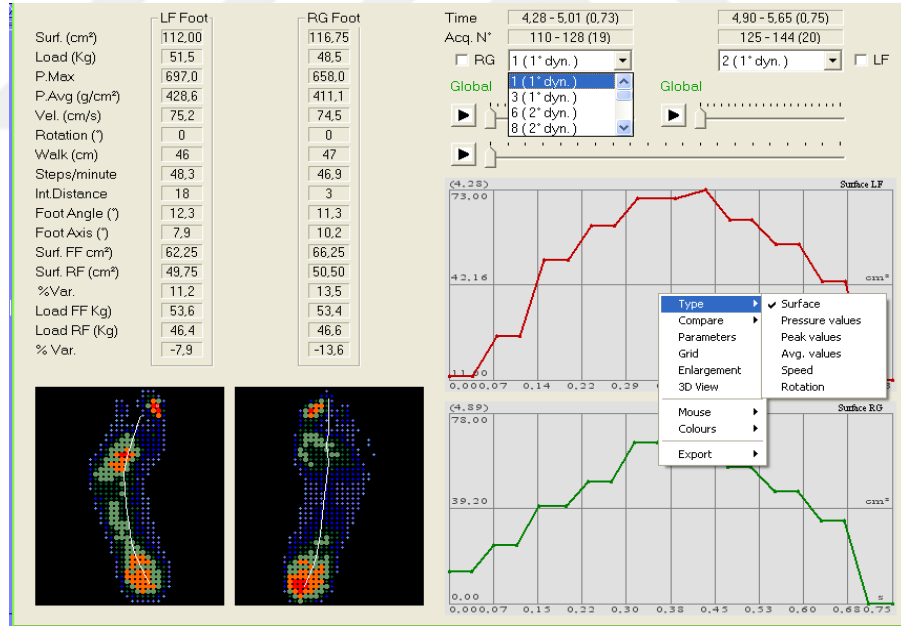 LF Foot RG Foot
Surf. (cm²) 112,00 116,75
Load (Kg) 51,5 48,5
P.Max 697,0 658,0
P.Avg (g/cm²) 428,6 411,1
Vel. (cm/s) 75,2 74,5
Rotation (°) 0 0
Walk (cm) 46 47
Steps/minute 48,3 46,9
Int.Distance 18 3
Foot Angle (°) 12,3 11,3
Foot Axis (°) 7,9 10,2
Surf. FF cm²) 62,25 66,25
Surf. RF (cm²) 49,75 50,50
%Var. 11,2 13,5
Load FF Kg) 53,6 53,4
Load RF (Kg) 46,4 46,6
% Var. -7,9 -13,6
Time 4,28 - 5,01 (0,73) 4,90 - 5,65 (0,75)
Acq. N° 110 - 128 (19) 125 - 144 (20)
RG 1 ( 1° dyn. ) 2 ( 1° dyn. ) LF
1 ( 1° dyn. )
Global 3 ( 1° dyn. ) Global
6 ( 2° dyn. )
8 ( 2° dyn. )
(4,28) Surface LF
73,00
42,16 cm²
11,00
0,00 0,07 0,14 0,22 0,29
Type Surface
Compare Pressure values
Parameters Peak values
Grid Avg. values
Enlargement Speed
3D View Rotation
Mouse
Colours
Export
(4,89) Surface RG
78,00
39,20 cm²
0,00 s
0,00 0,07 0,15 0,22 0,30 0,38 0,45 0,53 0,60 0,68 0,75